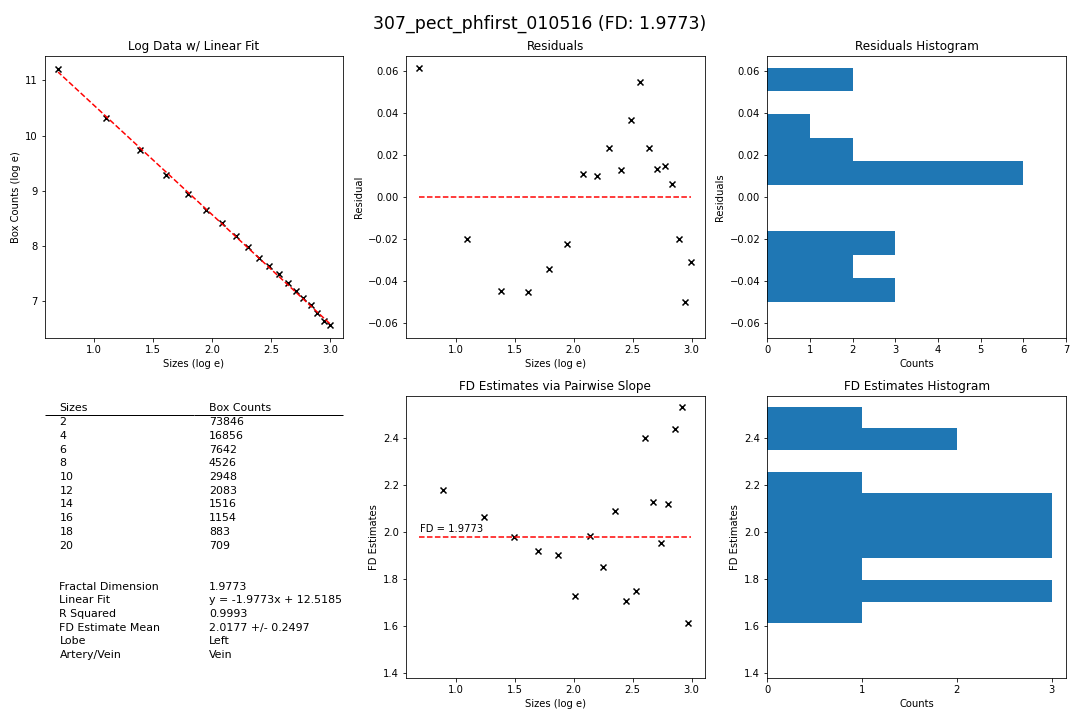 307_pect_phfirst_010516 (FD: 1.9773)
Log Data w/ Linear Fit
Box Counts (log e)
11
10
9
8
7
1.0 1.5 2.0 2.5 3.0
Sizes (log e)
Residuals
Residual
0.06
0.04
0.02
0.00
−0.02
−0.04
−0.06
1.0 1.5 2.0 2.5 3.0
Sizes (log e)
Residuals Histogram
Residuals
0.06
0.04
0.02
0.00
−0.02
−0.04
−0.06
0 1 2 3 4 5 6 7
Counts
Sizes Box Counts
2 73846
4 16856
6 7642
8 4526
10 2948
12 2083
14 1516
16 1154
18 883
20 709
Fractal Dimension 1.9773
Linear Fit y = -1.9773x + 12.5185
R Squared 0.9993
FD Estimate Mean 2.0177 +/- 0.2497
Lobe Left
Artery/Vein Vein
FD Estimates via Pairwise Slope
FD Estimates
2.4
2.2
2.0
1.8
1.6
1.4
FD = 1.9773
1.0 1.5 2.0 2.5 3.0
Sizes (log e)
FD Estimates Histogram
FD Estimates
2.4
2.2
2.0
1.8
1.6
1.4
0 1 2 3
Counts